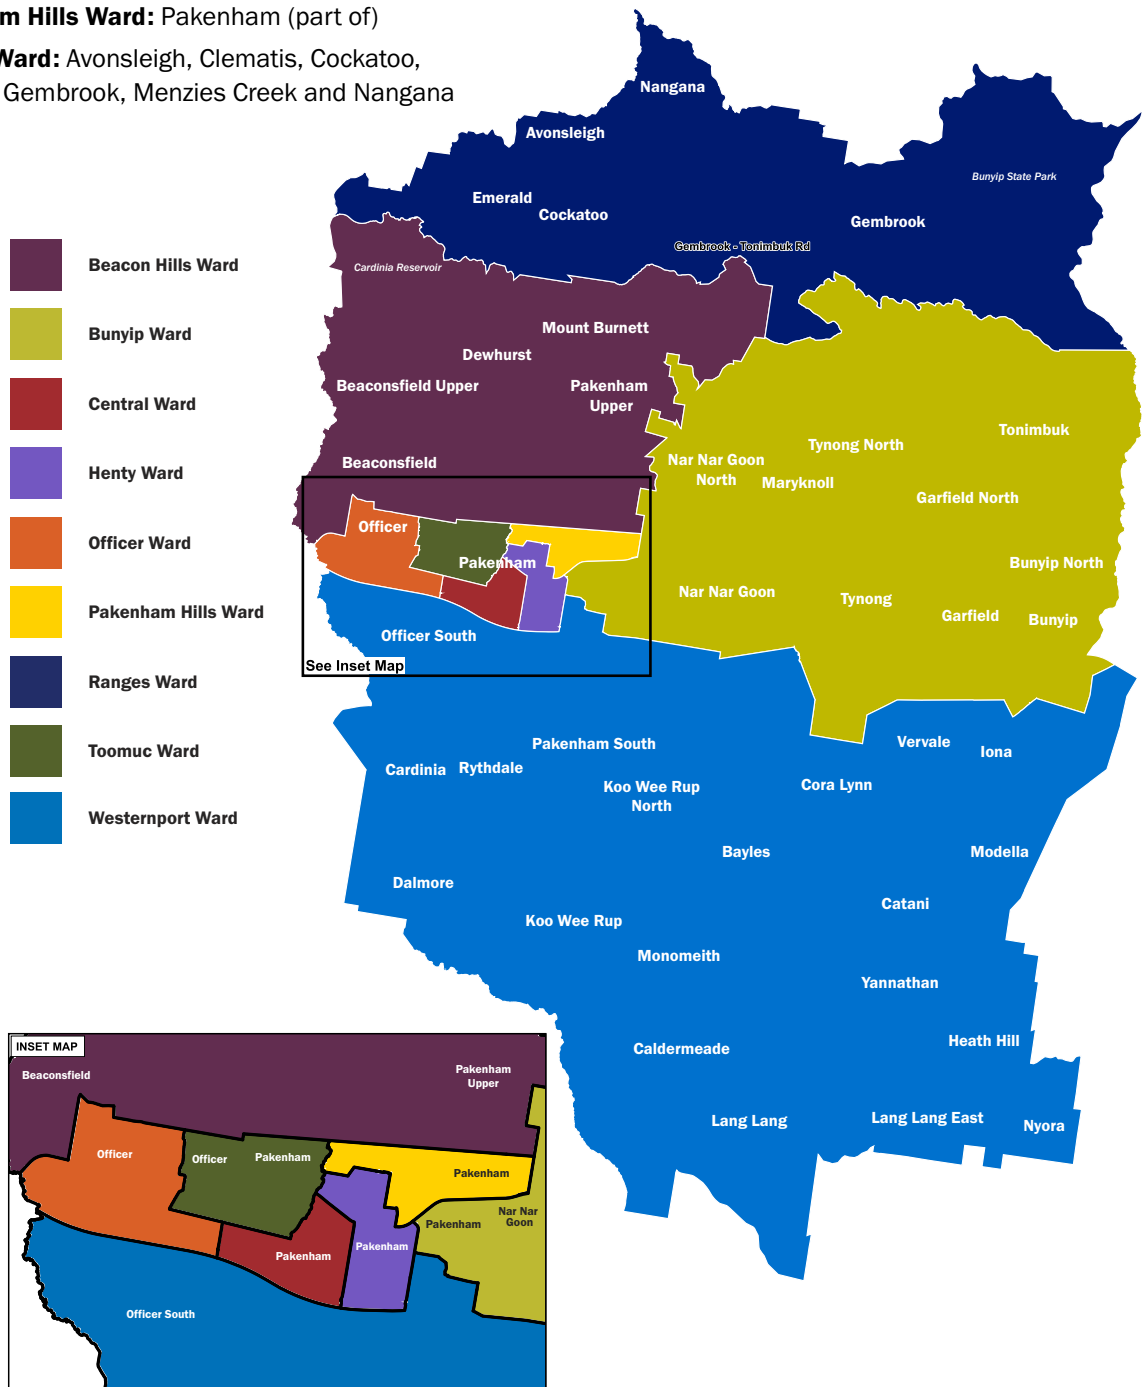 m Hills Ward: Pakenham (part of)
Ward: Avonsleigh, Clematis, Cockatoo,
Gembrook, Menzies Creek and Nangana
Nangana
Avonsleigh
Bunyip State Park
Emerald
Cockatoo
Gembrook
Gembrook - Tonimbuk Rd
Cardinia Reservoir
Beacon Hills Ward
Bunyip Ward
Central Ward
Henty Ward
Officer Ward
Pakenham Hills Ward
Ranges Ward
Toomuc Ward
Westernport Ward
Mount Burnett
Dewhurst
Beaconsfield Upper
Pakenham
Upper
Beaconsfield
Tonimbuk
Tynong North
Nar Nar Goon
North
Maryknoll
Garfield North
Officer
Pakenham
Bunyip North
Nar Nar Goon
Tynong
Garfield
Bunyip
Officer South
See Inset Map
Pakenham South
Vervale
Iona
Cardinia
Rythdale
Koo Wee Rup
North
Cora Lynn
Bayles
Modella
Dalmore
Catani
Koo Wee Rup
Monomeith
Yannathan
Heath Hill
Caldermeade
Lang Lang
Lang Lang East
Nyora
INSET MAP
Beaconsfield
Pakenham
Upper
Officer
Officer
Pakenham
Pakenham
Nar Nar
Goon
Pakenham
Pakenham
Pakenham
Officer South